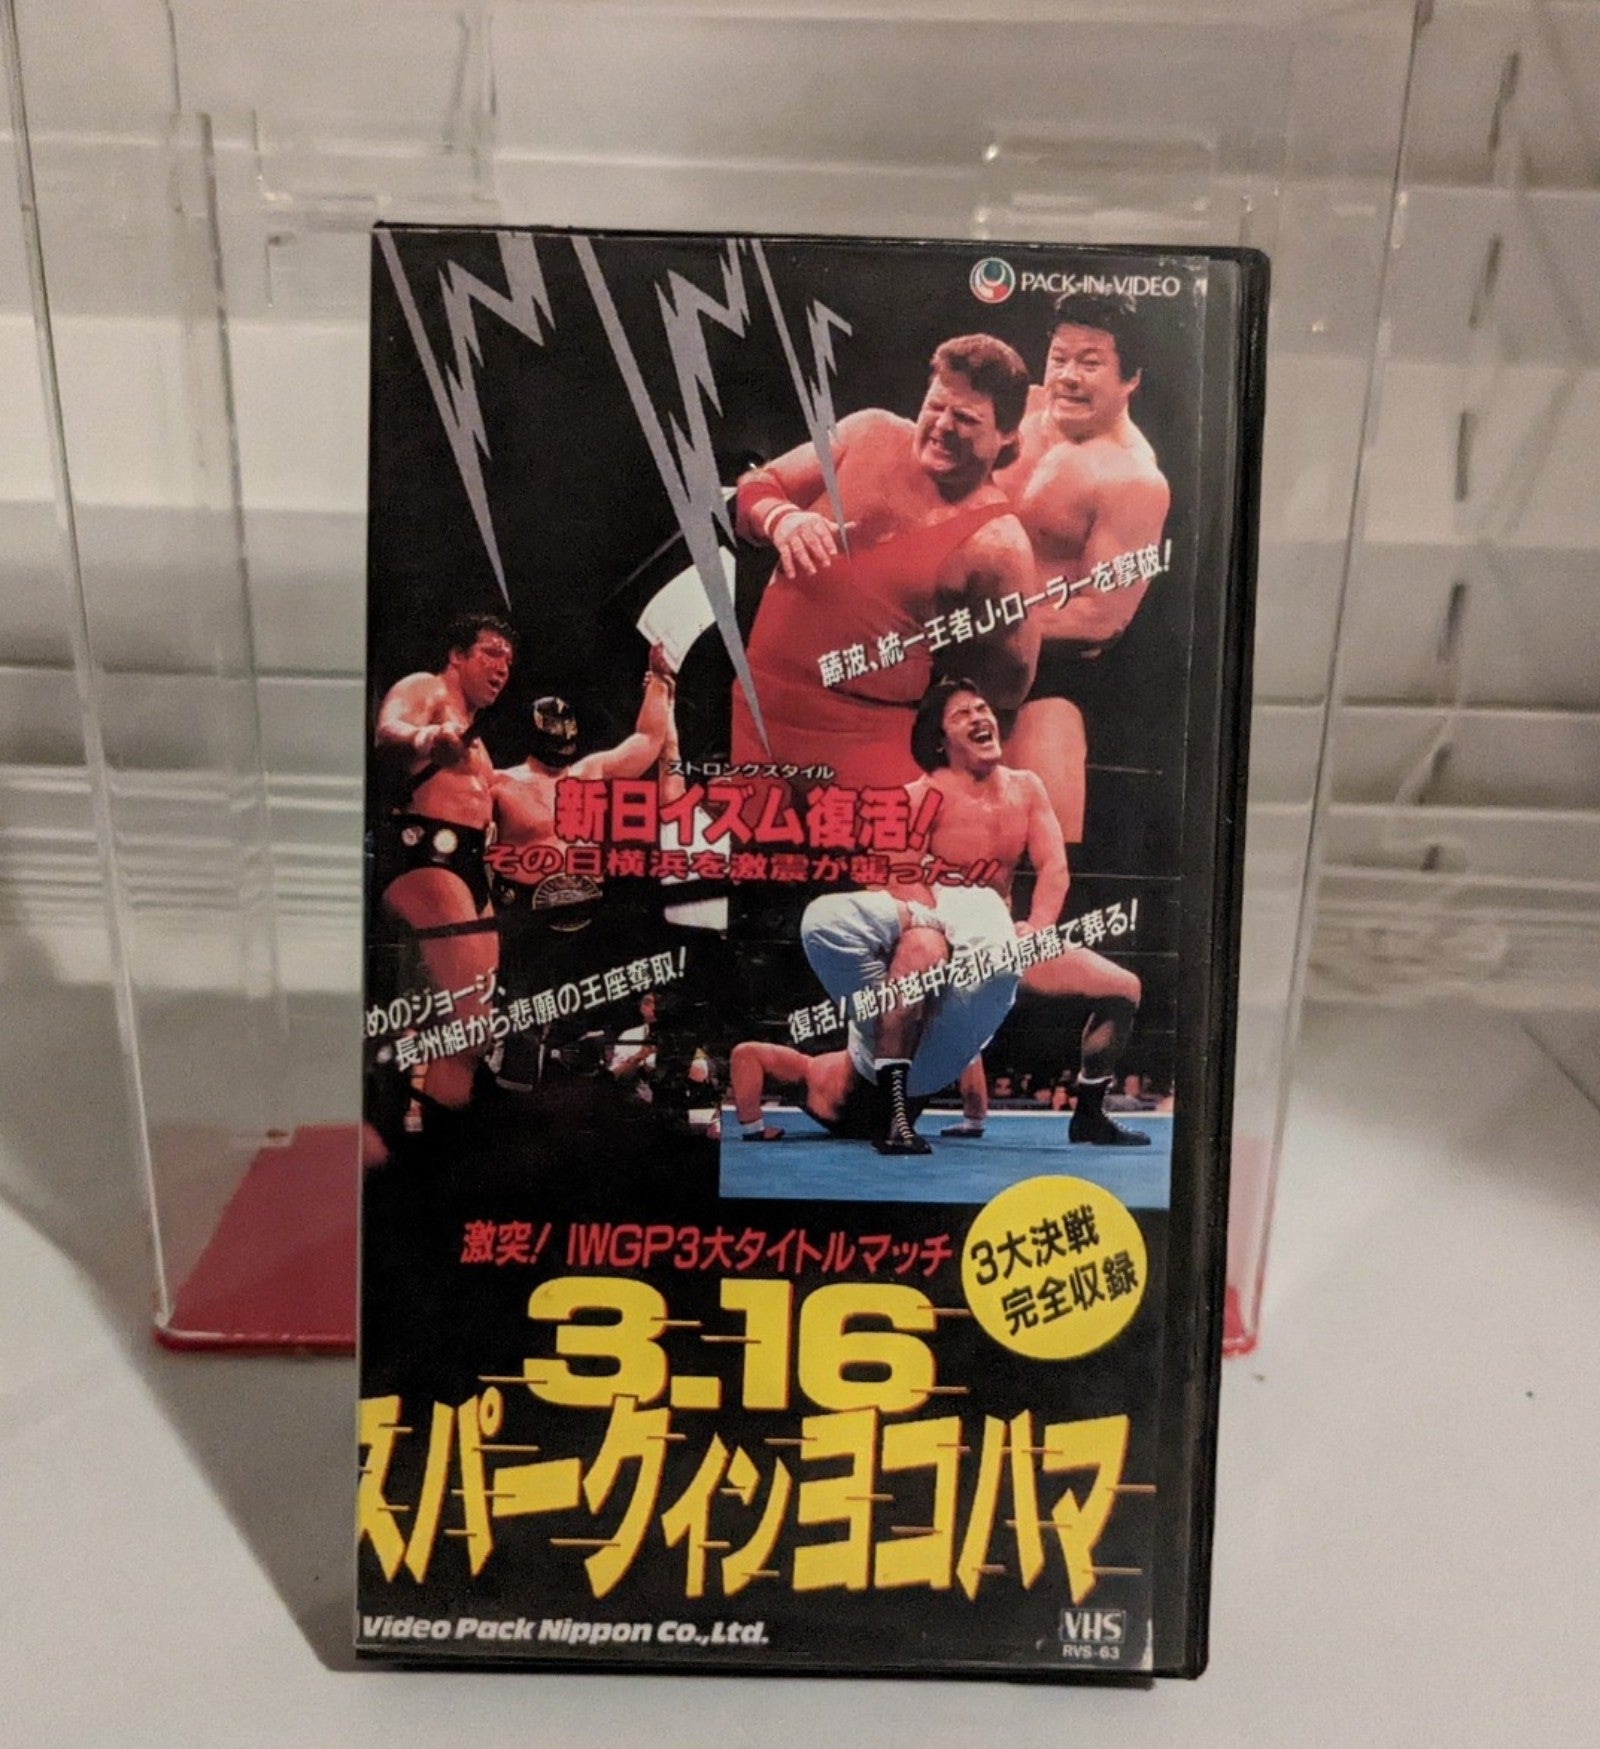 PACK-IN-VIDEO
藤波、統一王者J・ローラーを撃破!
ストロングスタイル
新日イズム復活!
その日横浜を激震が襲った!!
めのジョージ、
長州組から悲願の王座奪取!
復活!馳が越中を北斗原爆で葬る!
激突! IWGP3大タイトルマッチ
3大決戦
完全収録
3.16
スパークインヨコハマ
Video Pack Nippon Co.,Ltd.
VHS
RVS-63